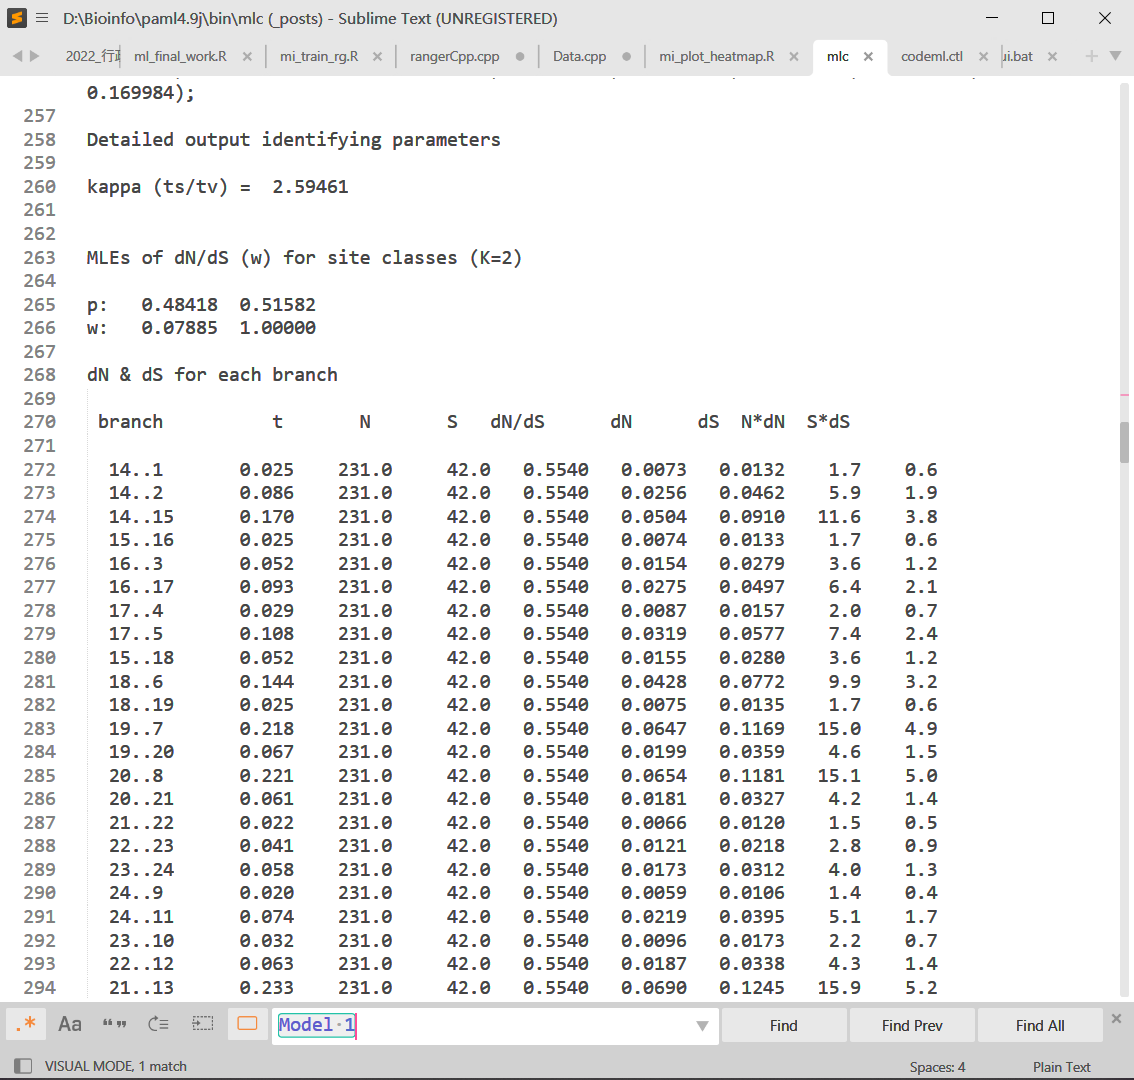 D:\Bioinfo\paml4.9j\bin\mlc (_posts) - Sublime Text (UNREGISTERED)
2022_行 ml_final_work.R mi_train_rg.R rangerCpp.cpp Data.cpp mi_plot_heatmap.R mlc codeml.ctl ui.bat
0.169984);
257
258 Detailed output identifying parameters
259
260 kappa (ts/tv) = 2.59461
261
262
263 MLEs of dN/dS (w) for site classes (K=2)
264
265 p: 0.48418 0.51582
266 w: 0.07885 1.00000
267
268 dN & dS for each branch
269
270 branch t N S dN/dS dN dS N*dN S*dS
271
272 14..1 0.025 231.0 42.0 0.5540 0.0073 0.0132 1.7 0.6
273 14..2 0.086 231.0 42.0 0.5540 0.0256 0.0462 5.9 1.9
274 14..15 0.170 231.0 42.0 0.5540 0.0504 0.0910 11.6 3.8
275 15..16 0.025 231.0 42.0 0.5540 0.0074 0.0133 1.7 0.6
276 16..3 0.052 231.0 42.0 0.5540 0.0154 0.0279 3.6 1.2
277 16..17 0.093 231.0 42.0 0.5540 0.0275 0.0497 6.4 2.1
278 17..4 0.029 231.0 42.0 0.5540 0.0087 0.0157 2.0 0.7
279 17..5 0.108 231.0 42.0 0.5540 0.0319 0.0577 7.4 2.4
280 15..18 0.052 231.0 42.0 0.5540 0.0155 0.0280 3.6 1.2
281 18..6 0.144 231.0 42.0 0.5540 0.0428 0.0772 9.9 3.2
282 18..19 0.025 231.0 42.0 0.5540 0.0075 0.0135 1.7 0.6
283 19..7 0.218 231.0 42.0 0.5540 0.0647 0.1169 15.0 4.9
284 19..20 0.067 231.0 42.0 0.5540 0.0199 0.0359 4.6 1.5
285 20..8 0.221 231.0 42.0 0.5540 0.0654 0.1181 15.1 5.0
286 20..21 0.061 231.0 42.0 0.5540 0.0181 0.0327 4.2 1.4
287 21..22 0.022 231.0 42.0 0.5540 0.0066 0.0120 1.5 0.5
288 22..23 0.041 231.0 42.0 0.5540 0.0121 0.0218 2.8 0.9
289 23..24 0.058 231.0 42.0 0.5540 0.0173 0.0312 4.0 1.3
290 24..9 0.020 231.0 42.0 0.5540 0.0059 0.0106 1.4 0.4
291 24..11 0.074 231.0 42.0 0.5540 0.0219 0.0395 5.1 1.7
292 23..10 0.032 231.0 42.0 0.5540 0.0096 0.0173 2.2 0.7
293 22..12 0.063 231.0 42.0 0.5540 0.0187 0.0338 4.3 1.4
294 21..13 0.233 231.0 42.0 0.5540 0.0690 0.1245 15.9 5.2
.* Aa “” Model 1 Find Find Prev Find All
VISUAL MODE, 1 match Spaces: 4 Plain Text